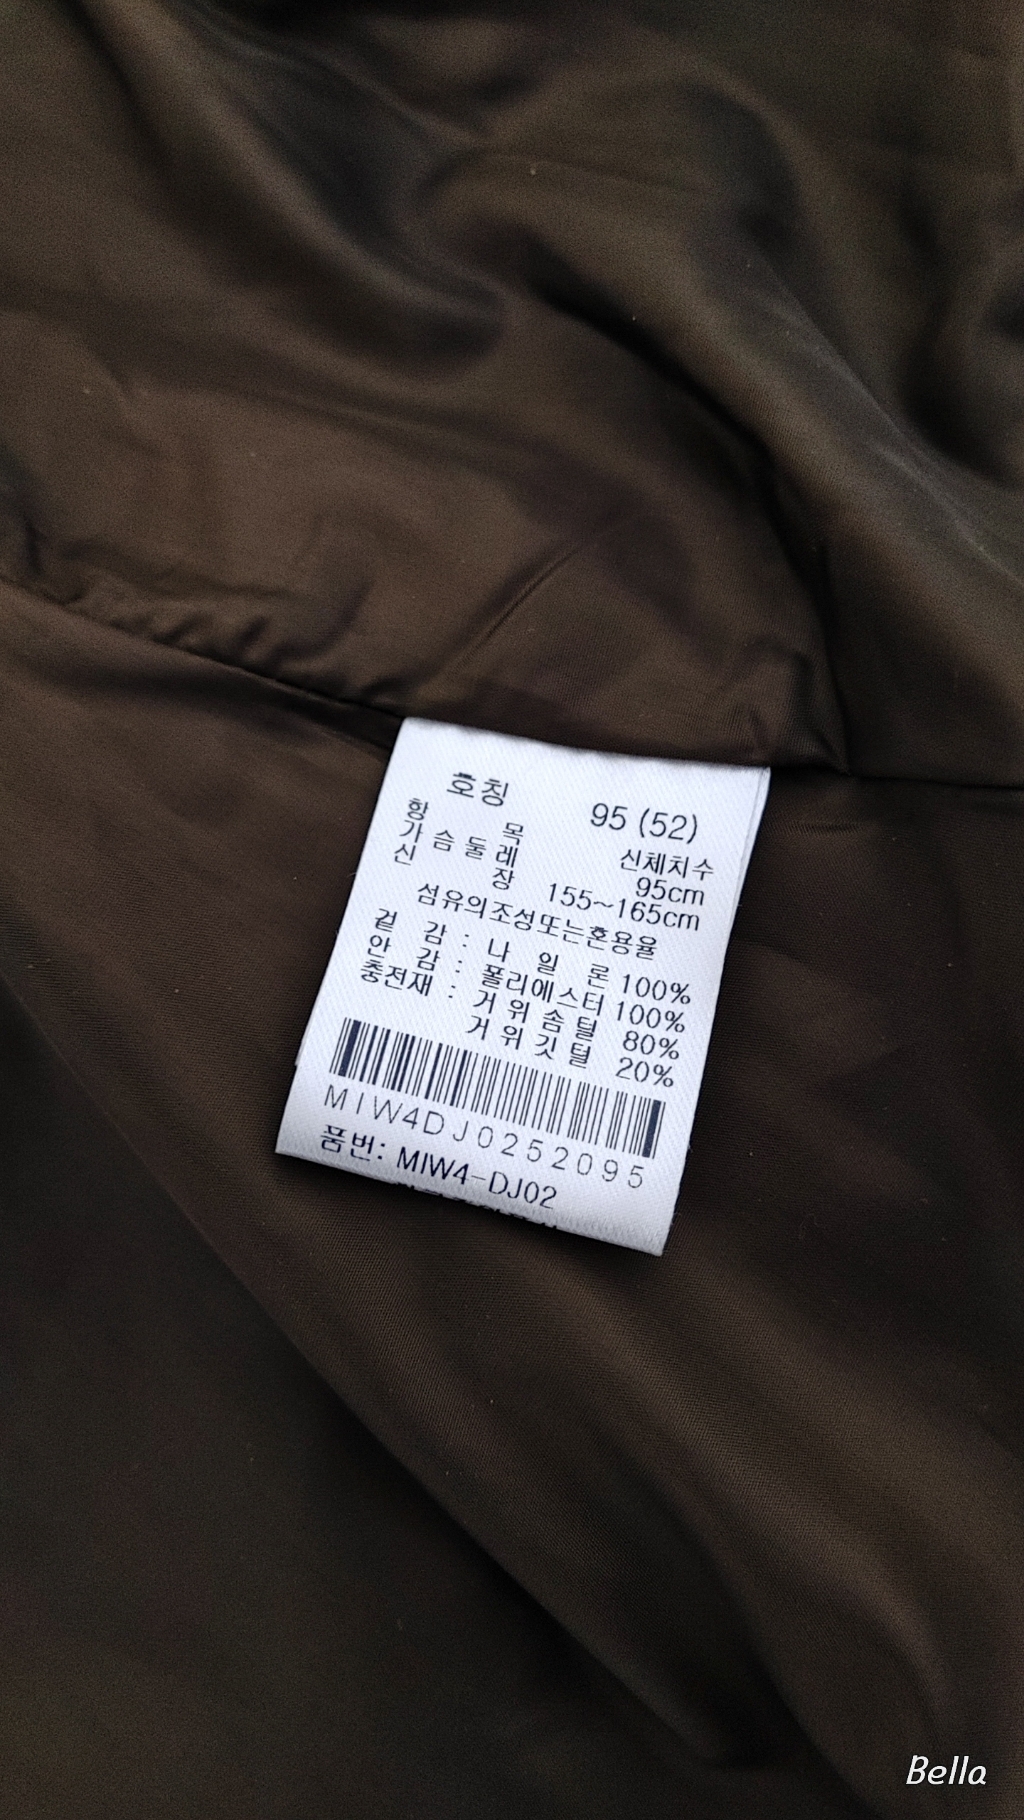 호칭 95 (52)
항 목 신체치수
가 슴 둘 레 95cm
신 장 155~165cm
섬유의조성또는혼용율
겉 감 : 나 일 론 100%
안 감 : 폴리에스터 100%
충전재 : 거 위 솜 털 80%
거 위 깃 털 20%
MIW4DJ0252095
품번: MIW4-DJ02
Bella